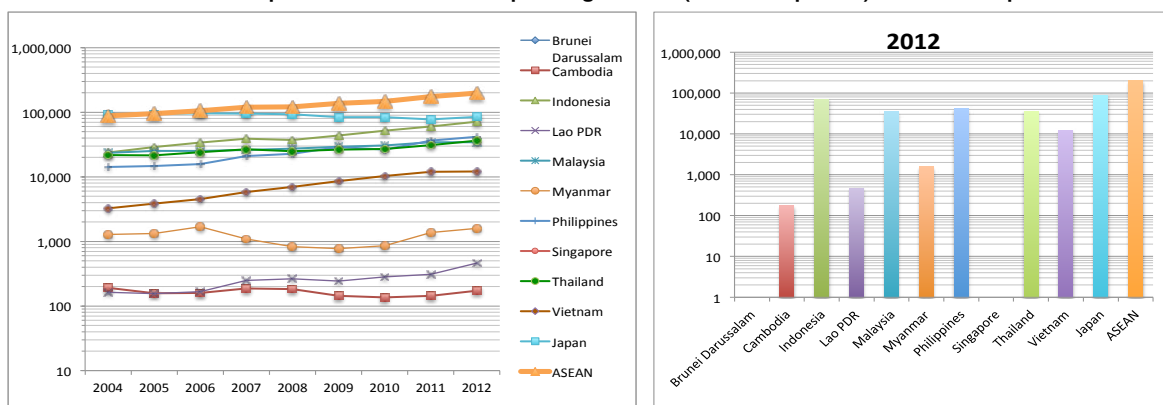 1,000,000
100,000
10,000
1,000
100
10
2004 2005 2006 2007 2008 2009 2010 2011 2012
Brunei
Darussalam
Cambodia
Indonesia
Lao PDR
Malaysia
Myanmar
Philippines
Singapore
Thailand
Vietnam
Japan
ASEAN
2012
1,000,000
100,000
10,000
1,000
100
10
1
Brunei Darussalam
Cambodia
Indonesia
Lao PDR
Malaysia
Myanmar
Philippines
Singapore
Thailand
Vietnam
Japan
ASEAN